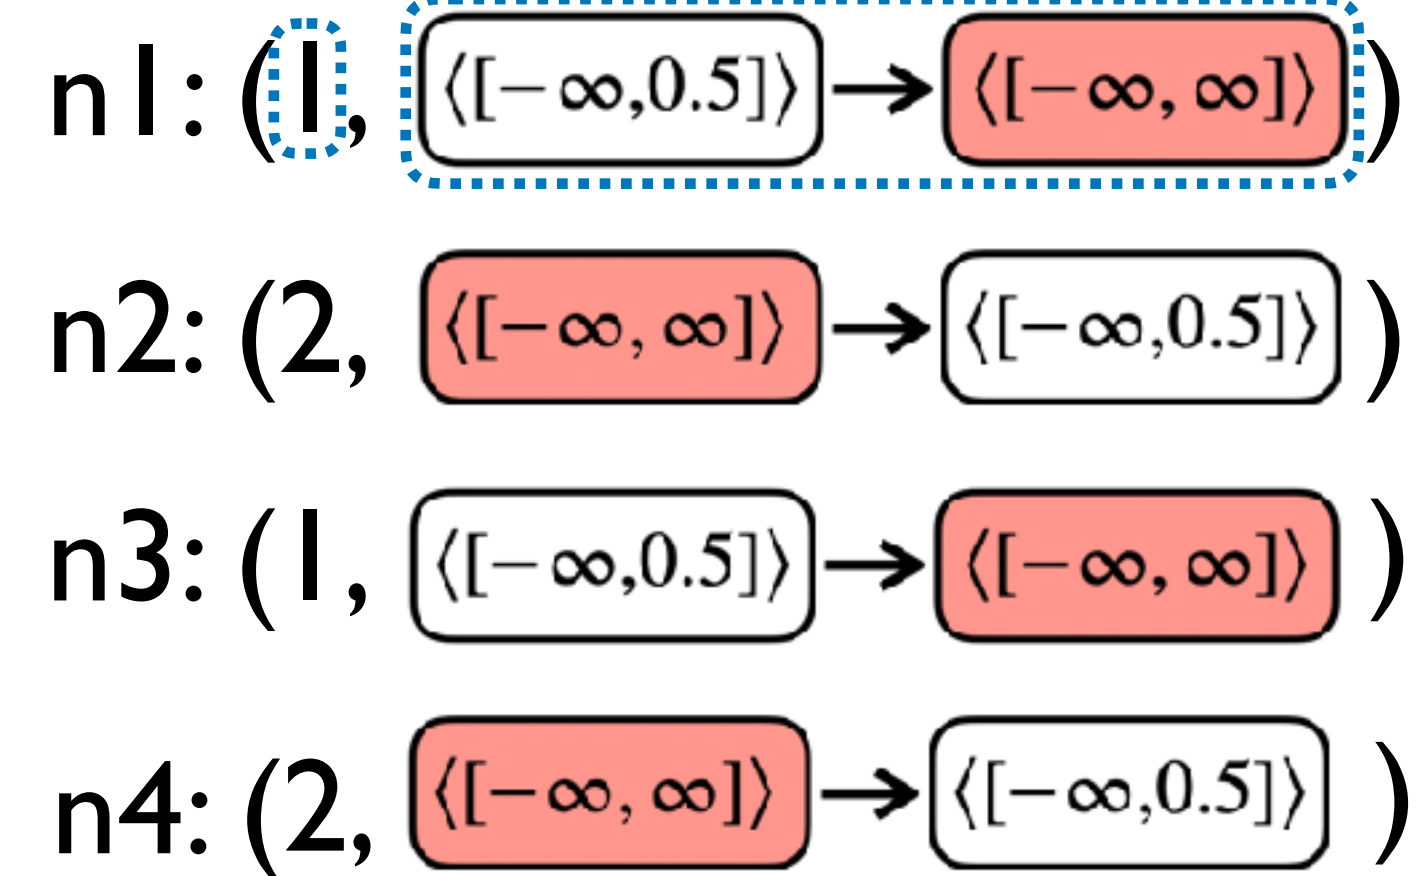 n1: (1, ⟨[−∞,0.5]⟩ → ⟨[−∞, ∞]⟩ )
n2: (2, ⟨[−∞, ∞]⟩ → ⟨[−∞,0.5]⟩ )
n3: (1, ⟨[−∞,0.5]⟩ → ⟨[−∞, ∞]⟩ )
n4: (2, ⟨[−∞, ∞]⟩ → ⟨[−∞,0.5]⟩ )